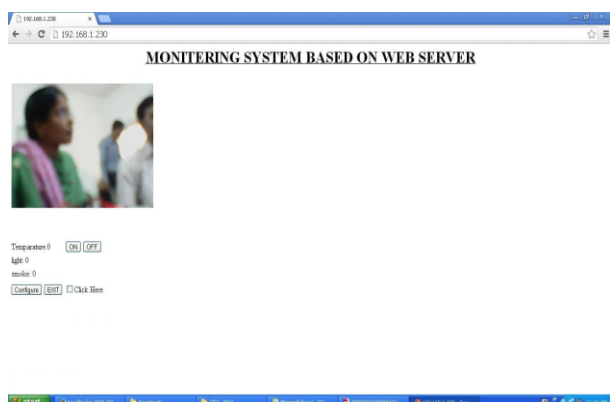 192.168.1.230
192.168.1.230
MONITERING SYSTEM BASED ON WEB SERVER
Temparature 0 ON OFF
light: 0
smoke: 0
Configure EXIT Click Here
start